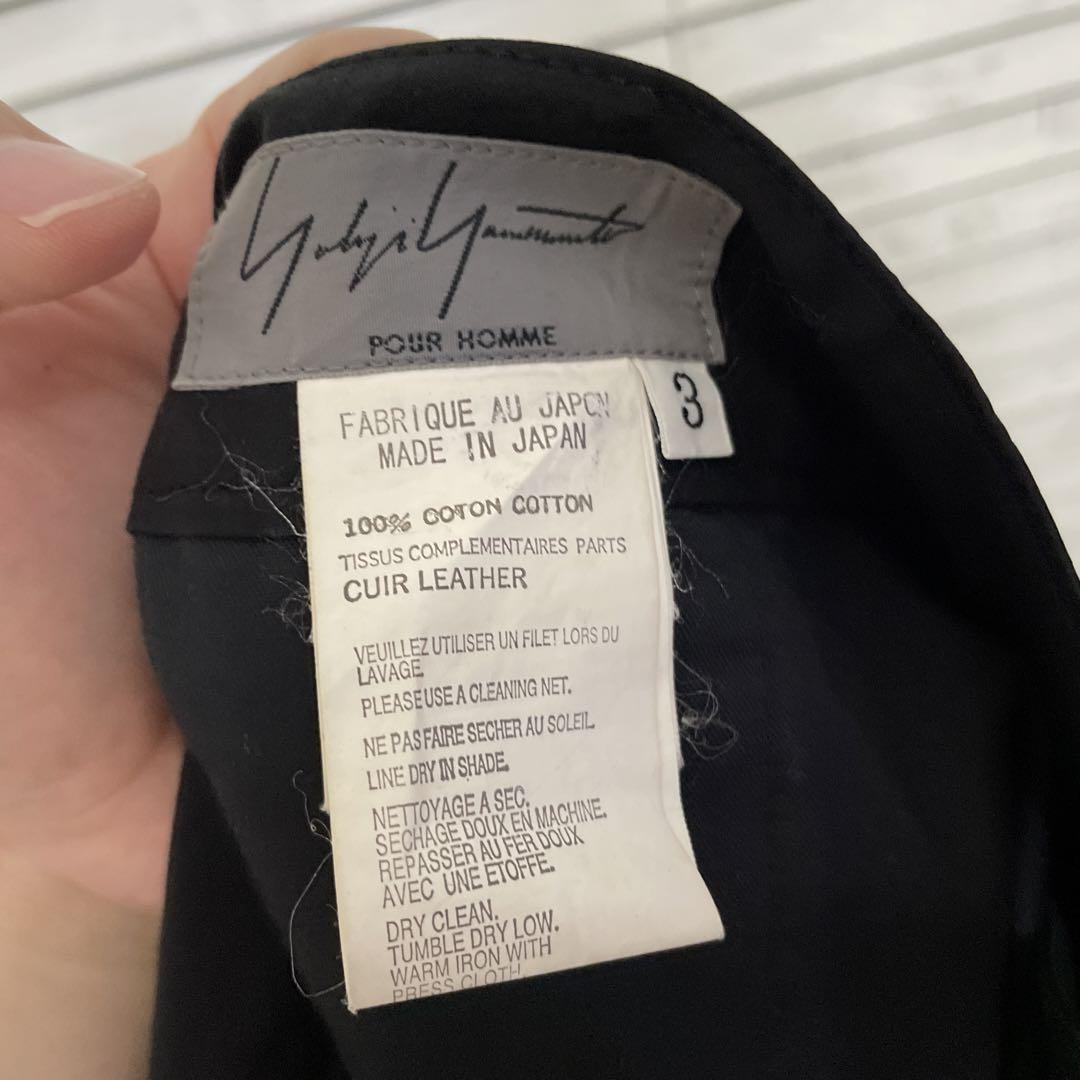 Yohji Yamamoto
POUR HOMME
3
FABRIQUE AU JAPON
MADE IN JAPAN
100% COTON COTTON
TISSUS COMPLEMENTAIRES PARTS
CUIR LEATHER
VEUILLEZ UTILISER UN FILET LORS DU
LAVAGE.
PLEASE USE A CLEANING NET.
NE PAS FAIRE SECHER AU SOLEIL.
LINE DRY IN SHADE.
NETTOYAGE A SEC.
SECHAGE DOUX EN MACHINE.
REPASSER AU FER DOUX
AVEC UNE ETOFFE.
DRY CLEAN.
TUMBLE DRY LOW.
WARM IRON WITH
PRESS CLOTH.